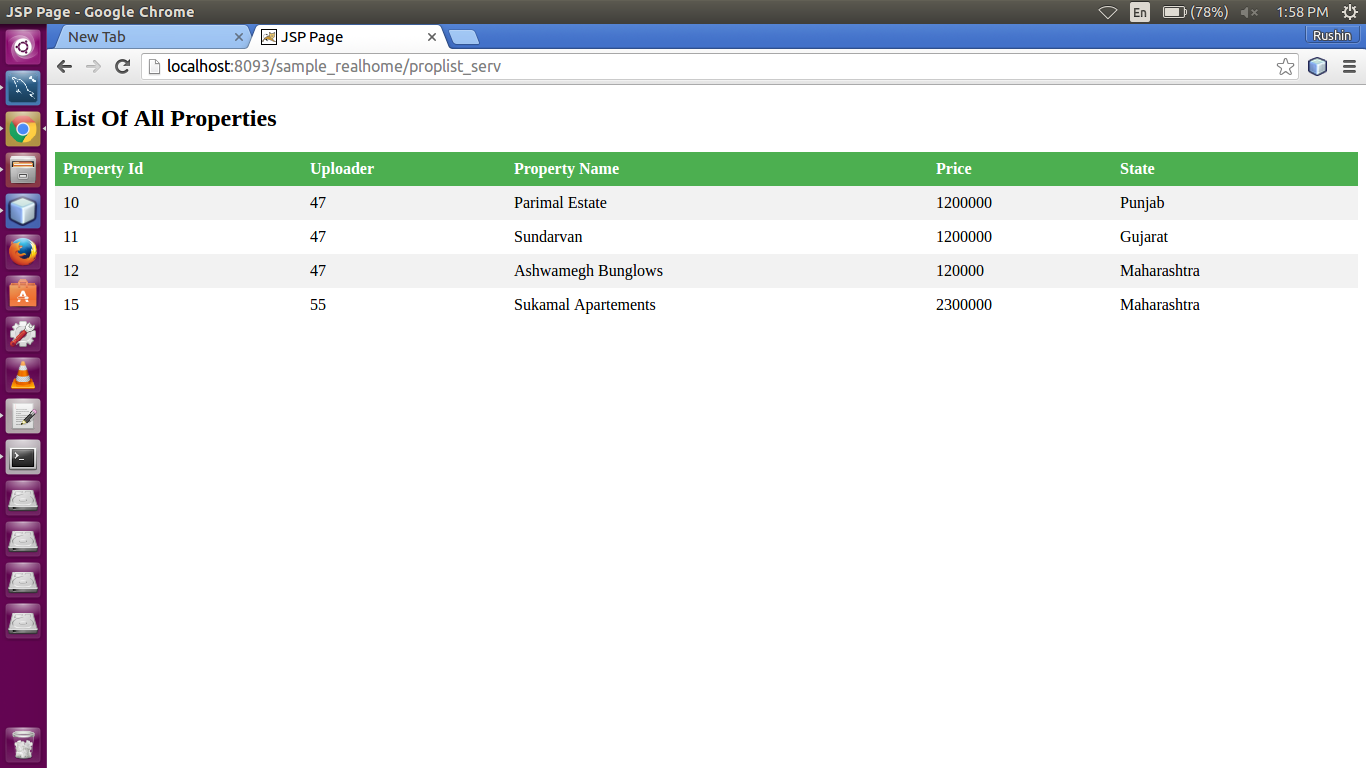 JSP Page - Google Chrome
En (78%) 1:58 PM
New Tab JSP Page Rushin
localhost:8093/sample_realhome/proplist_serv
List Of All Properties
Property Id Uploader Property Name Price State
10 47 Parimal Estate 1200000 Punjab
11 47 Sundarvan 1200000 Gujarat
12 47 Ashwamegh Bunglows 120000 Maharashtra
15 55 Sukamal Apartements 2300000 Maharashtra